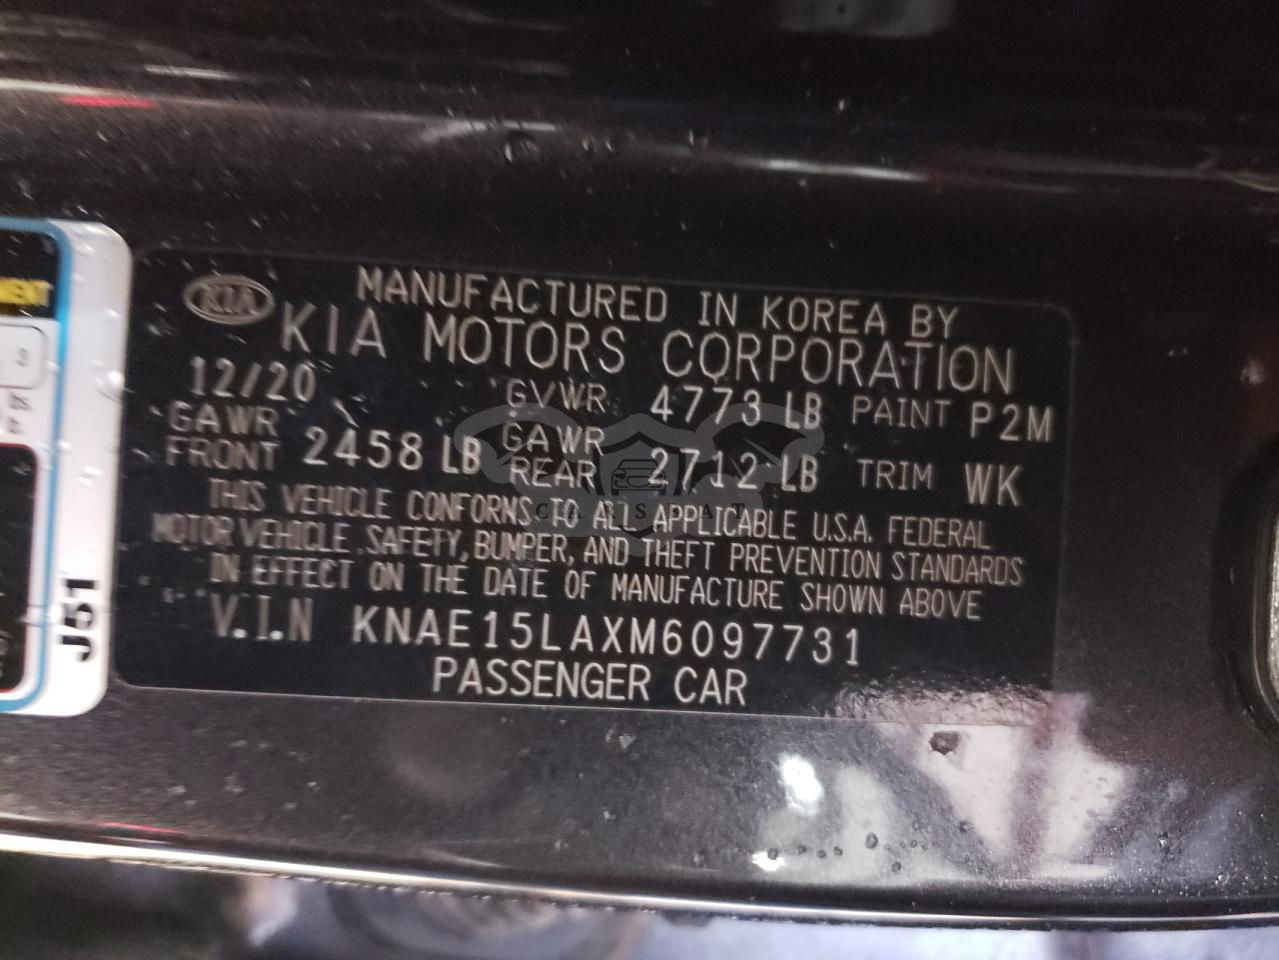 KIA
MANUFACTURED IN KOREA BY
KIA MOTORS CORPORATION
12/20 GVWR 4773 LB PAINT P2M
GAWR FRONT 2458 LB GAWR REAR 2712 LB TRIM WK
THIS VEHICLE CONFORMS TO ALL APPLICABLE U.S.A. FEDERAL
MOTOR VEHICLE SAFETY, BUMPER, AND THEFT PREVENTION STANDARDS
IN EFFECT ON THE DATE OF MANUFACTURE SHOWN ABOVE
V.I.N KNAE15LAXM6097731
PASSENGER CAR
J51